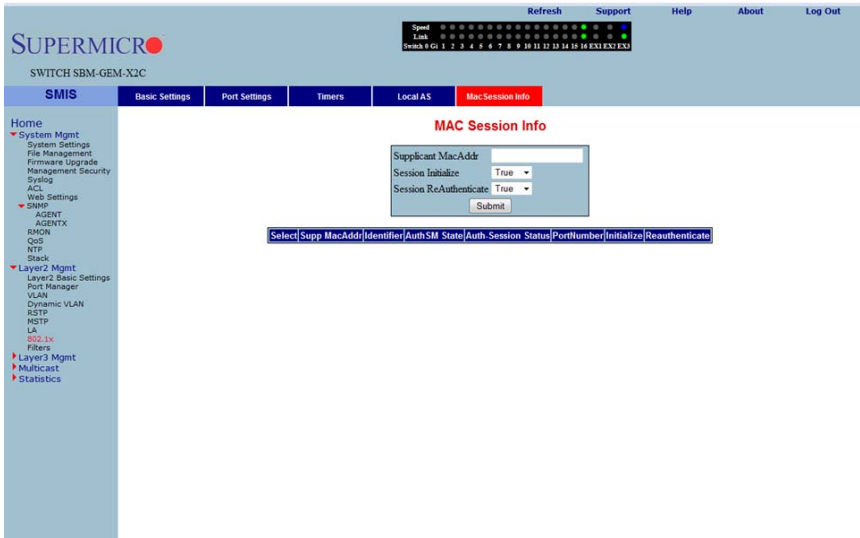 Refresh Support Help About Log Out
SUPERMICRO
SWITCH SBM-GEM-X2C
Speed
Link
Switch 0 Gi 1 2 3 4 5 6 7 8 9 10 11 12 13 14 15 16 EX1 EX2 EX3
SMIS
Basic Settings Port Settings Timers Local AS MacSession Info
Home
System Mgmt
System Settings
File Management
Firmware Upgrade
Management Security
Syslog
ACL
Web Settings
SNMP
AGENT
AGENTX
RMON
QoS
NTP
Stack
Layer2 Mgmt
Layer2 Basic Settings
Port Manager
VLAN
Dynamic VLAN
RSTP
MSTP
LA
802.1x
Filters
Layer3 Mgmt
Multicast
Statistics
MAC Session Info
Supplicant MacAddr
Session Initialize True
Session ReAuthenticate True
Submit
Select Supp MacAddr Identifier AuthSM State Auth-Session Status PortNumber Initialize Reauthenticate